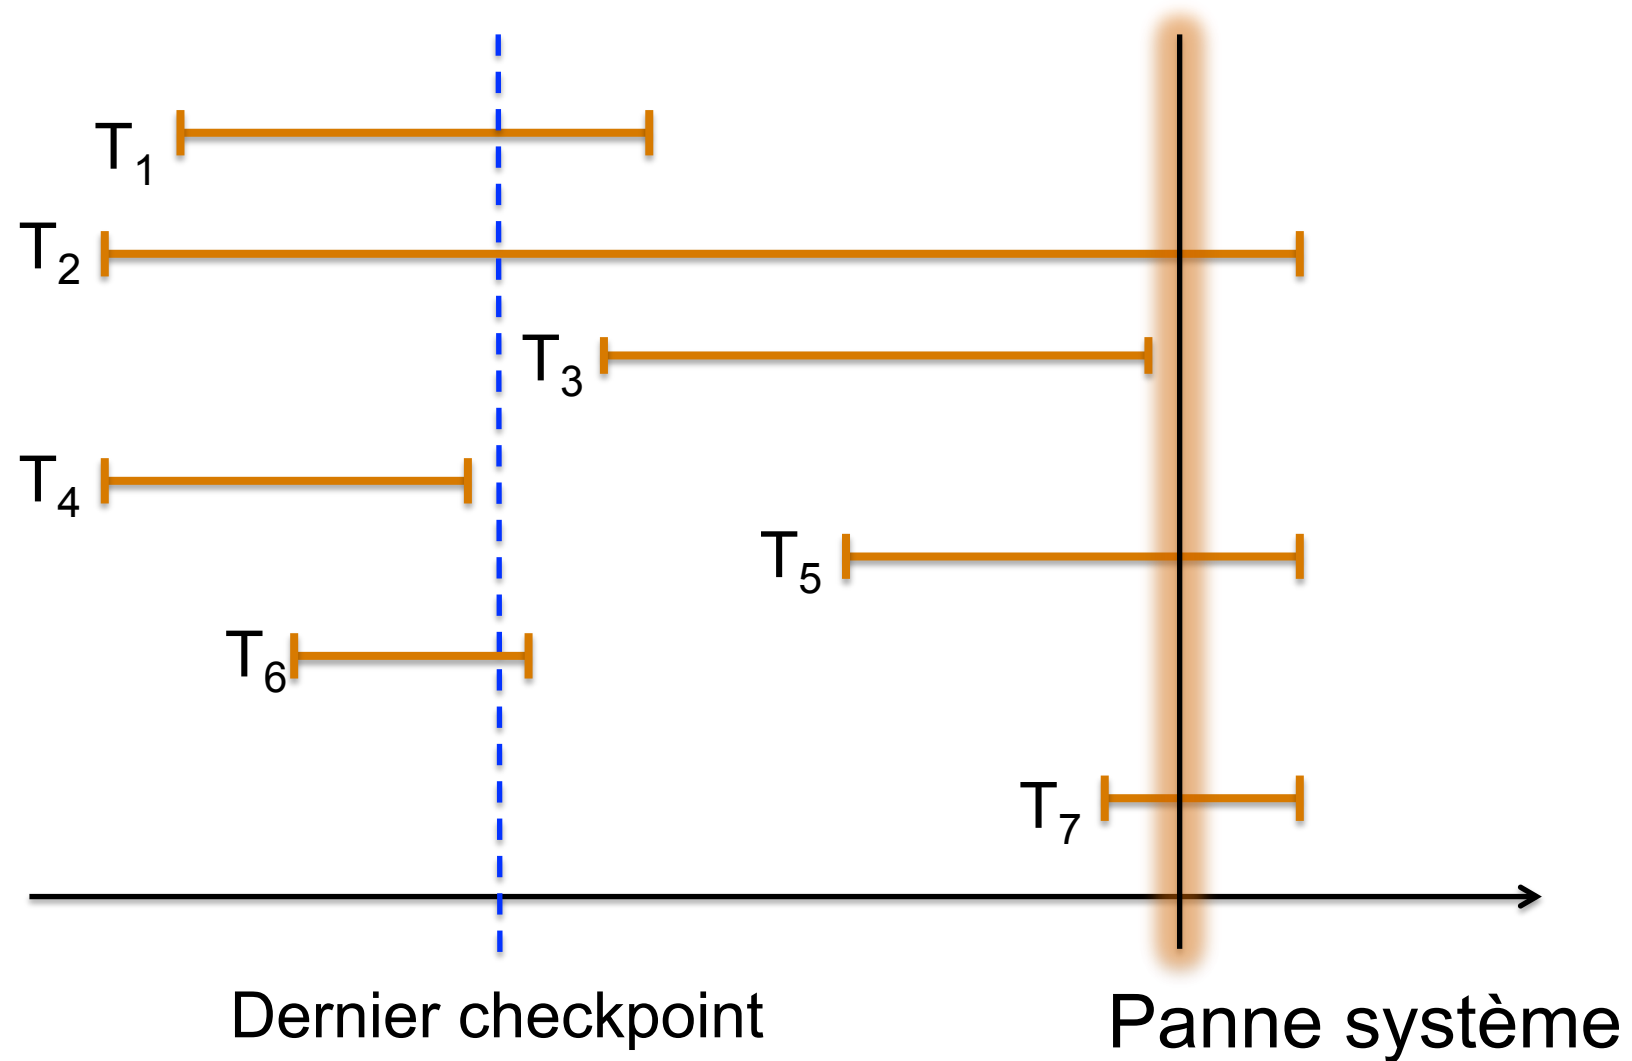 T1
T2
T3
T4
T5
T6
T7
Dernier checkpoint
Panne système